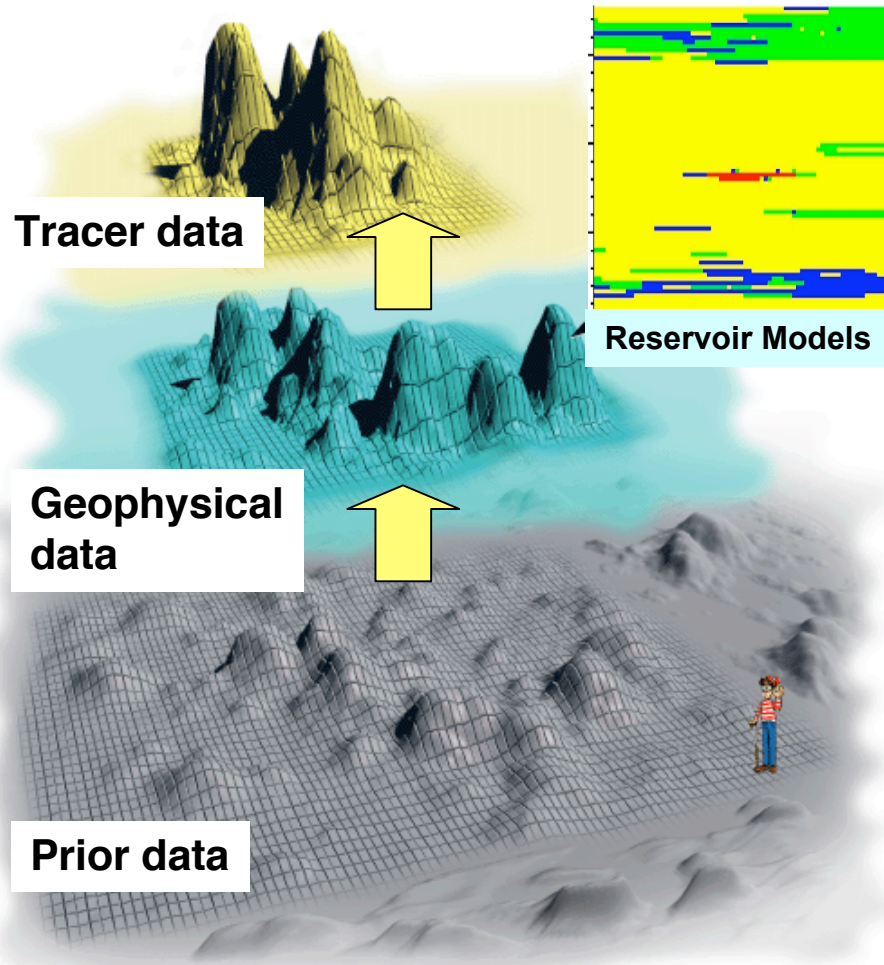 Tracer data
Reservoir Models
Geophysical
data
Prior data